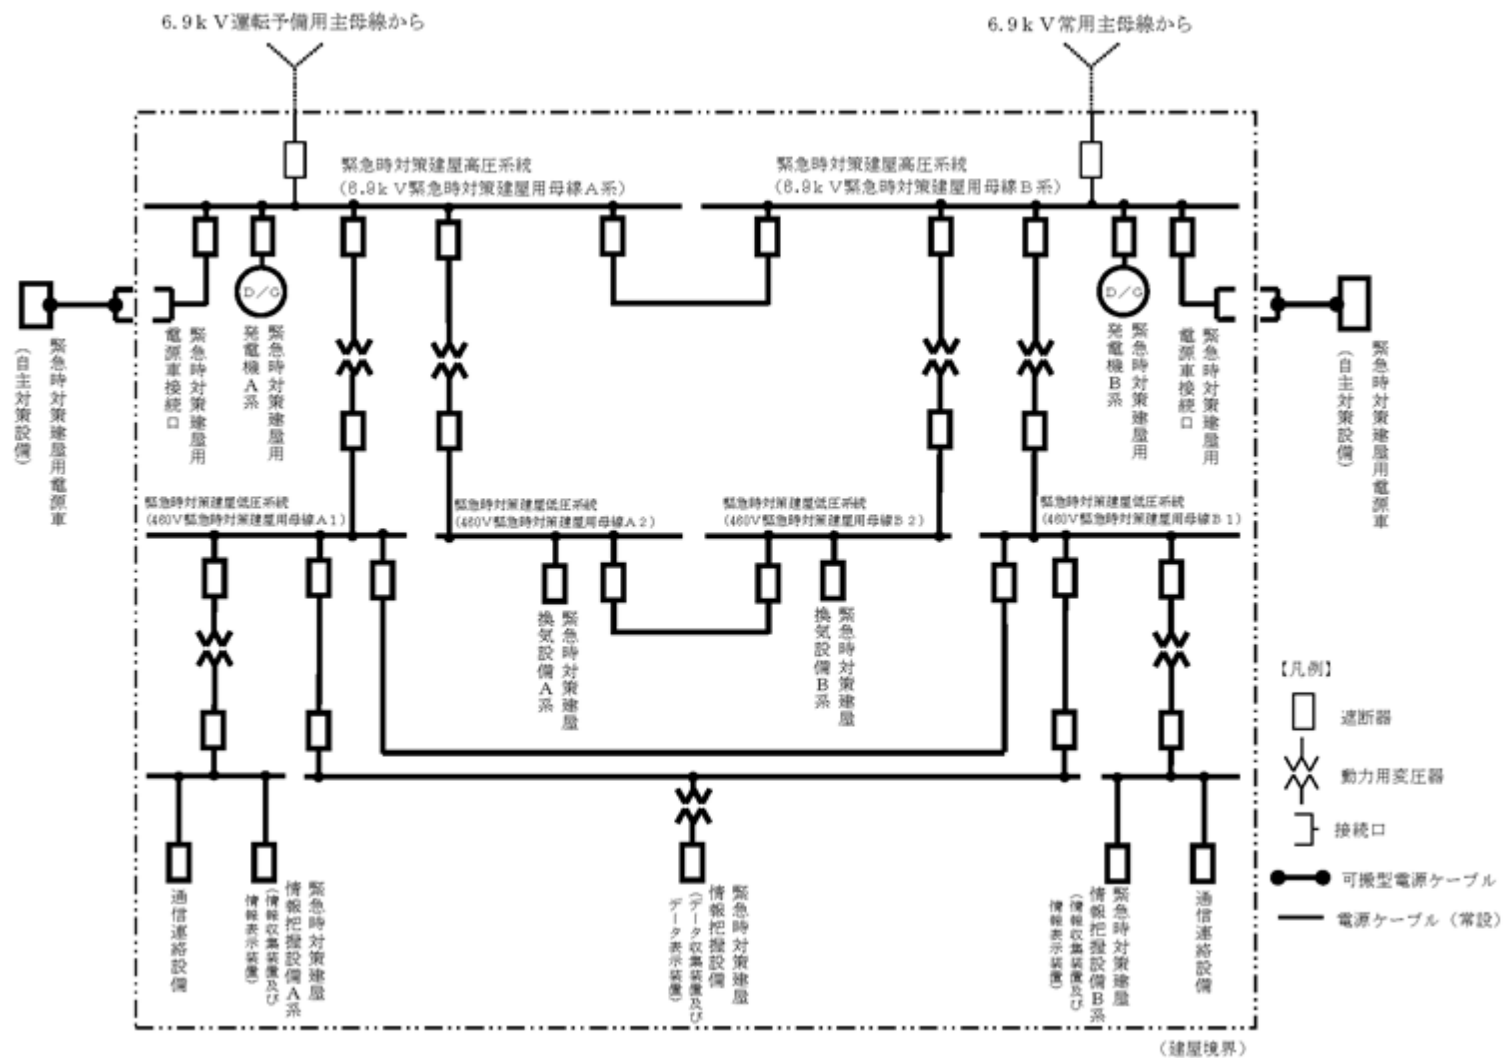 6.9kV運転予備用主母線から
6.9kV常用主母線から
緊急時対策建屋高圧系統
(6.9kV緊急時対策建屋用母線A系)
緊急時対策建屋高圧系統
(6.9kV緊急時対策建屋用母線B系)
D/G
D/G
緊急時対策建屋用電源車
(自主対策設備)
緊急時対策建屋用
電源車接続口
緊急時対策建屋用
発電機A系
緊急時対策建屋用
発電機B系
緊急時対策建屋用
電源車接続口
緊急時対策建屋用電源車
(自主対策設備)
緊急時対策建屋低圧系統
(460V緊急時対策建屋用母線A1)
緊急時対策建屋低圧系統
(460V緊急時対策建屋用母線A2)
緊急時対策建屋低圧系統
(460V緊急時対策建屋用母線B2)
緊急時対策建屋低圧系統
(460V緊急時対策建屋用母線B1)
緊急時対策建屋
換気設備A系
緊急時対策建屋
換気設備B系
通信連絡設備
緊急時対策建屋
情報把握設備A系
(情報収集装置及び
情報表示装置)
緊急時対策建屋
情報把握設備
(データ収集装置及び
データ表示装置)
緊急時対策建屋
情報把握設備B系
(情報収集装置及び
情報表示装置)
通信連絡設備
【凡例】
遮断器
動力用変圧器
接続口
可搬型電源ケーブル
電源ケーブル(常設)
(建屋境界)